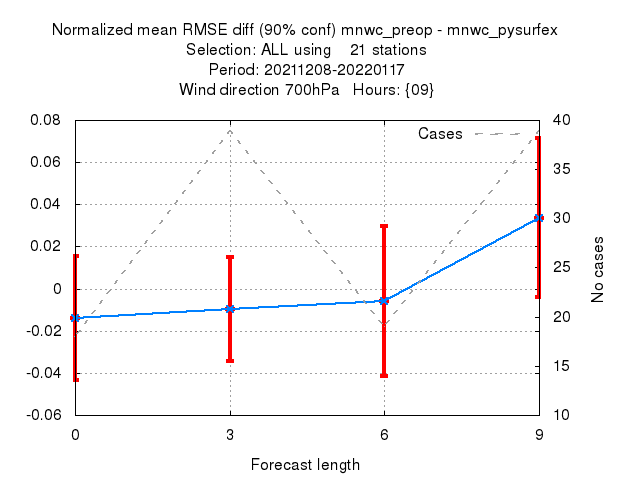 Normalized mean RMSE diff (90% conf) mnwc_preop - mnwc_pysurfex
Selection: ALL using    21 stations
Period: 20211208-20220117
Wind direction 700hPa   Hours: {09}
0.08
0.06
0.04
0.02
0
-0.02
-0.04
-0.06
Cases
40
35
30
25
20
15
10
No cases
0 3 6 9
Forecast length